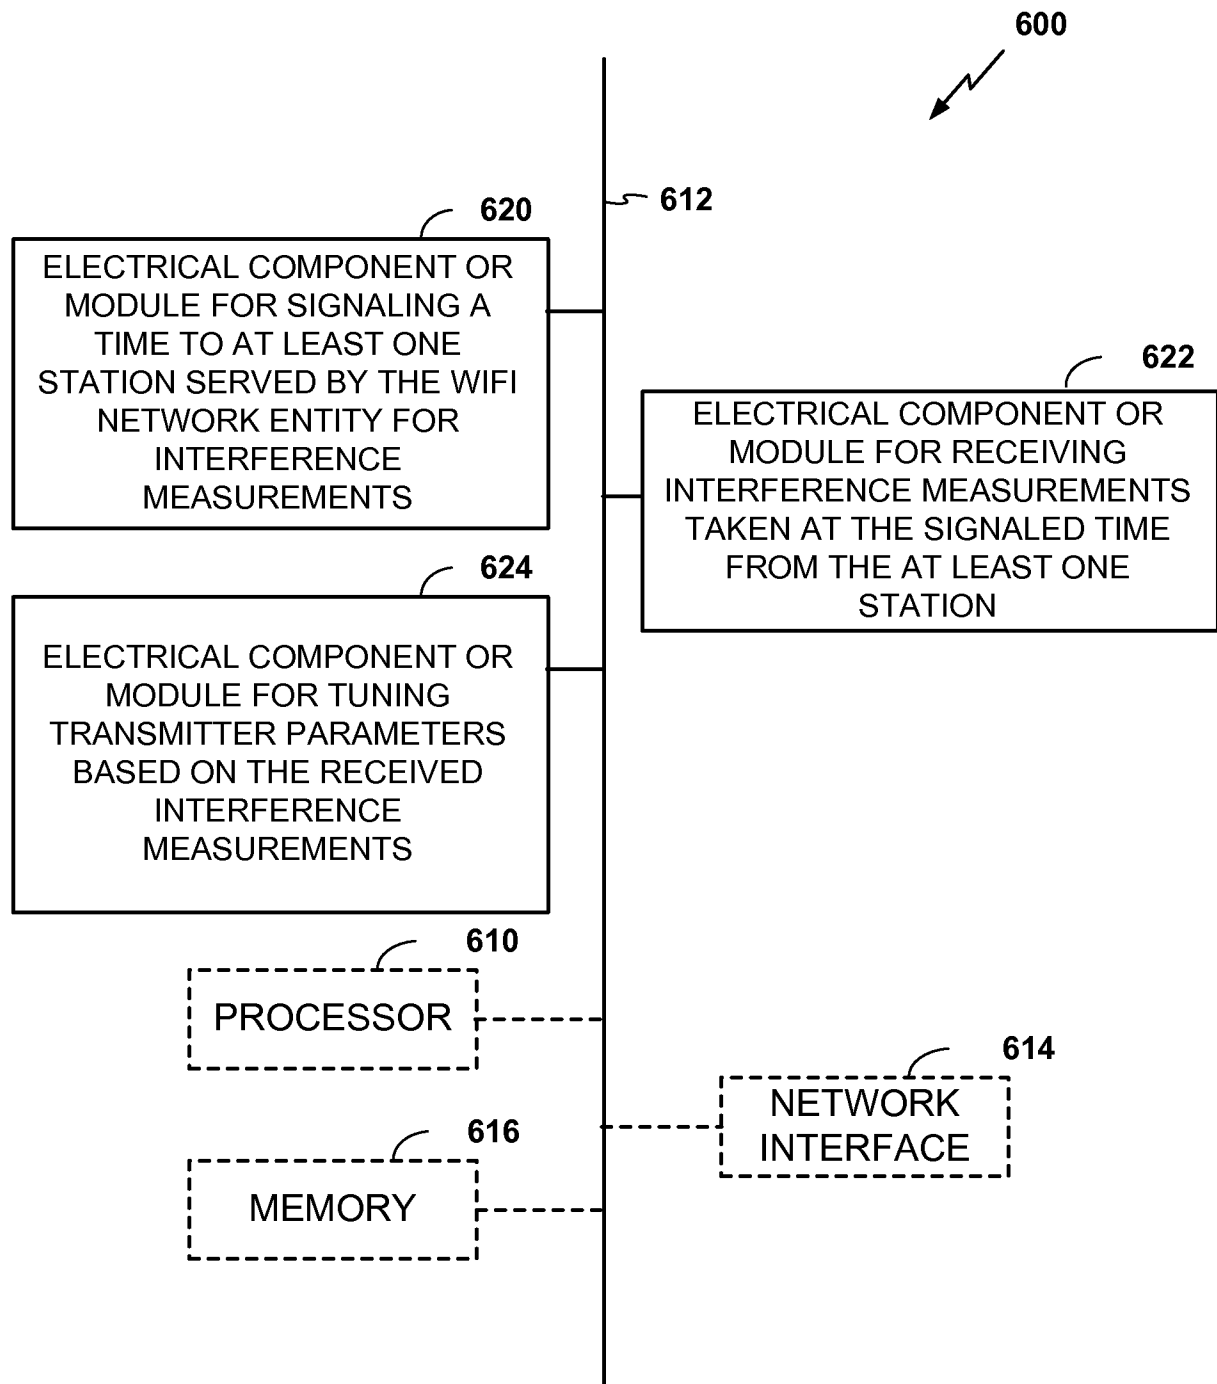 600
612
620
ELECTRICAL COMPONENT OR
MODULE FOR SIGNALING A
TIME TO AT LEAST ONE
STATION SERVED BY THE WIFI
NETWORK ENTITY FOR
INTERFERENCE
MEASUREMENTS
622
ELECTRICAL COMPONENT OR
MODULE FOR RECEIVING
INTERFERENCE MEASUREMENTS
TAKEN AT THE SIGNALED TIME
FROM THE AT LEAST ONE
STATION
624
ELECTRICAL COMPONENT OR
MODULE FOR TUNING
TRANSMITTER PARAMETERS
BASED ON THE RECEIVED
INTERFERENCE
MEASUREMENTS
610
PROCESSOR
614
NETWORK
INTERFACE
616
MEMORY